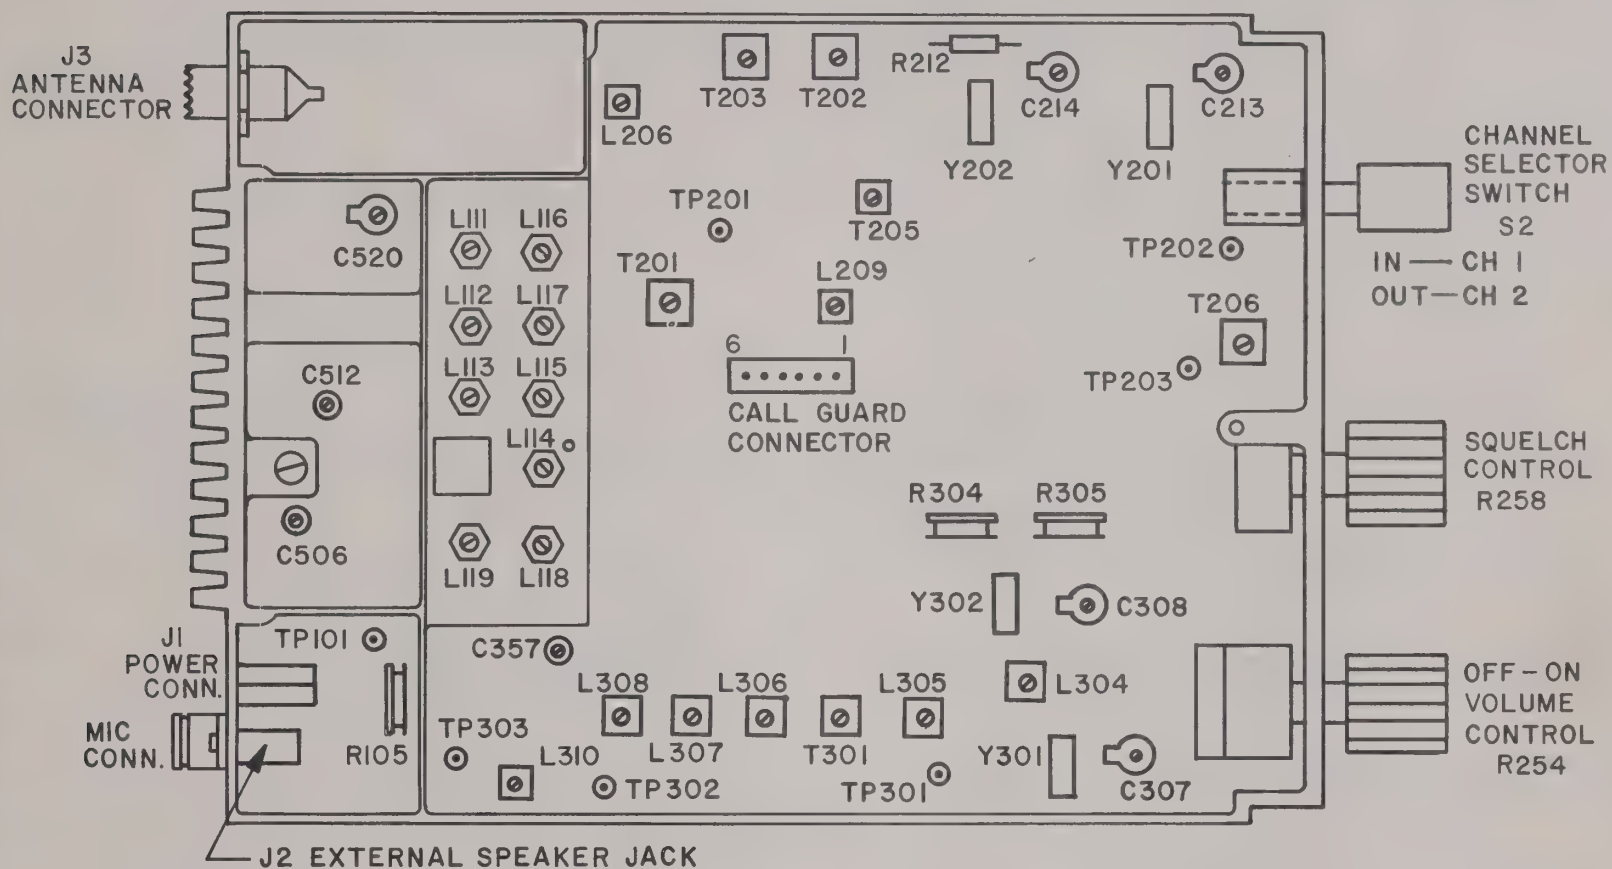 J3
ANTENNA
CONNECTOR
T203
T202
R212
C214
C213
L206
Y202
Y201
CHANNEL
SELECTOR
SWITCH
S2
IN — CH 1
OUT — CH 2
TP201
T205
TP202
C520
L111
L116
T201
L209
T206
L112
L117
6
1
C512
L113
L115
TP203
CALL GUARD
CONNECTOR
L114
SQUELCH
CONTROL
R258
R304
R305
C506
L119
L118
Y302
C308
J1
POWER
CONN.
TP101
C357
L308
L306
L305
L304
OFF-ON
VOLUME
CONTROL
R254
MIC
CONN.
R105
TP303
L310
L307
T301
Y301
TP302
TP301
C307
J2 EXTERNAL SPEAKER JACK